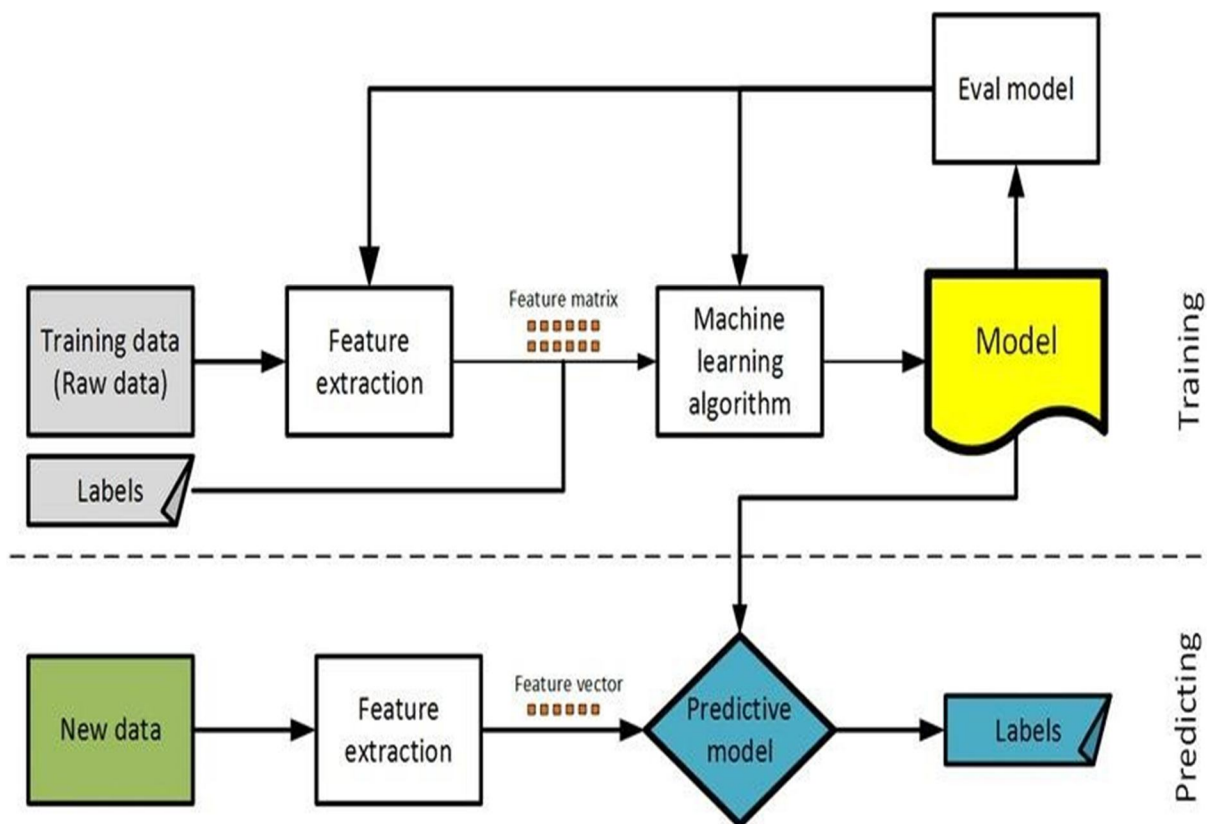 Eval model
Feature matrix
Training data
(Raw data)
Feature
extraction
Machine
learning
algorithm
Model
Training
Labels
New data
Feature
extraction
Feature vector
Predictive
model
Labels
Predicting